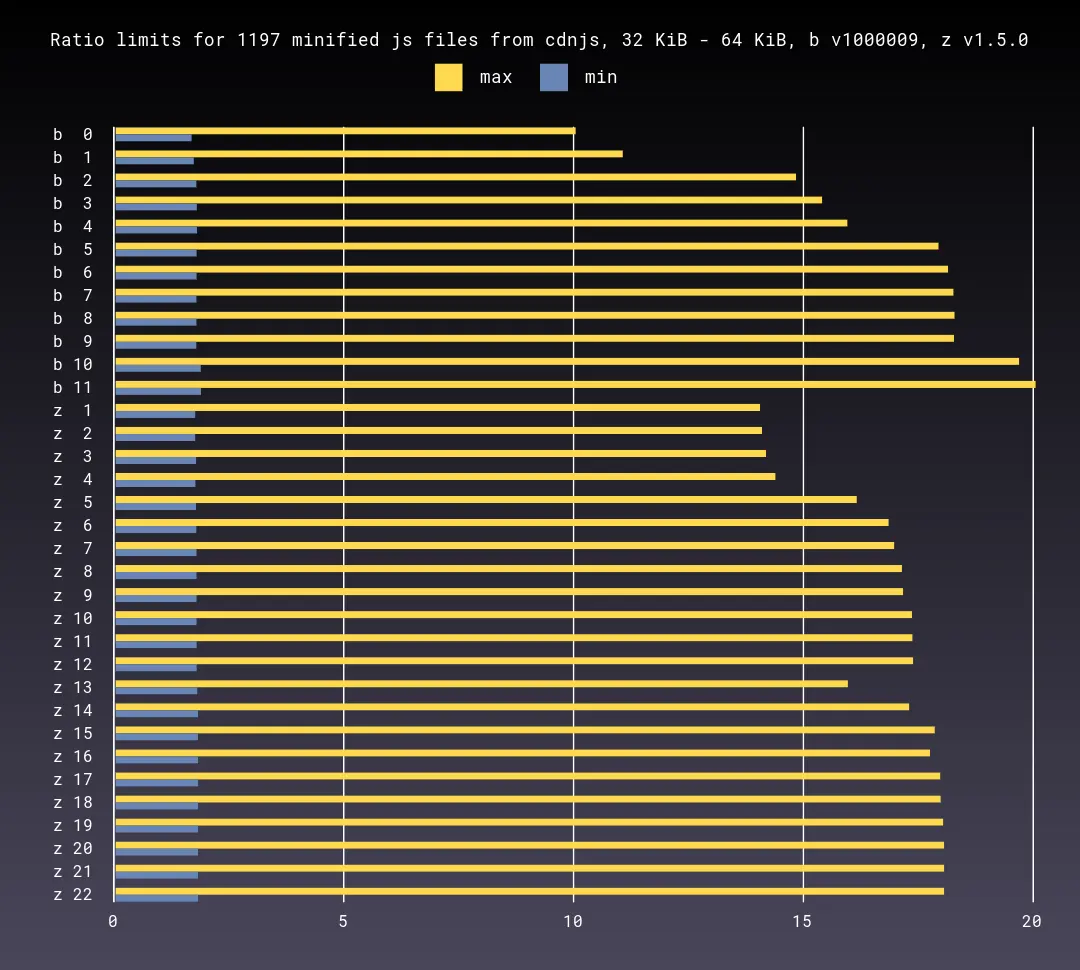 Ratio limits for 1197 minified js files from cdnjs, 32 KiB - 64 KiB, b v1000009, z v1.5.0
max min
b 0
b 1
b 2
b 3
b 4
b 5
b 6
b 7
b 8
b 9
b 10
b 11
z 1
z 2
z 3
z 4
z 5
z 6
z 7
z 8
z 9
z 10
z 11
z 12
z 13
z 14
z 15
z 16
z 17
z 18
z 19
z 20
z 21
z 22
0 5 10 15 20